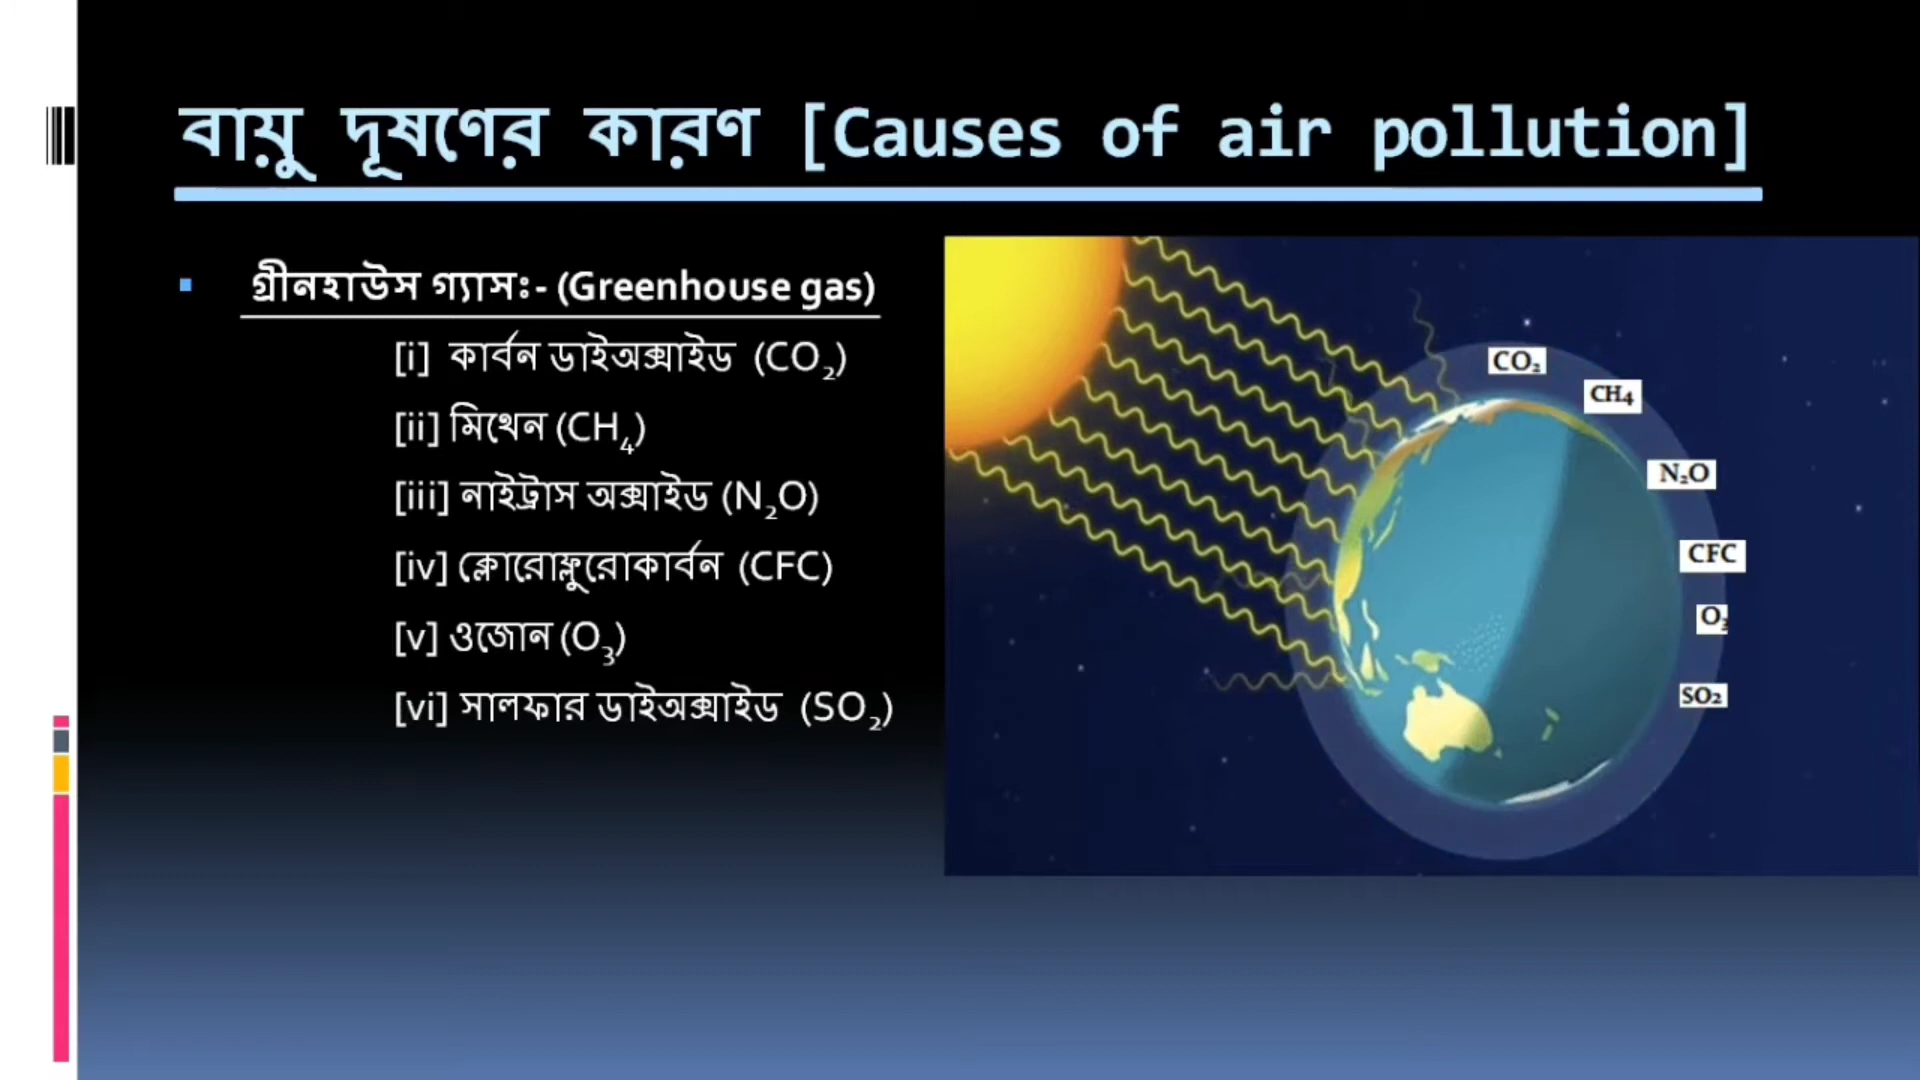 বায়ু দূষণের কারণ [Causes of air pollution]
গ্রীনহাউস গ্যাসঃ- (Greenhouse gas)
[i] কার্বন ডাইঅক্সাইড (CO₂)
[ii] মিথেন (CH₄)
[iii] নাইট্রাস অক্সাইড (N₂O)
[iv] ক্লোরোফ্লুরোকার্বন (CFC)
[v] ওজোন (O₃)
[vi] সালফার ডাইঅক্সাইড (SO₂)
CO₂
CH₄
N₂O
CFC
O₃
SO₂